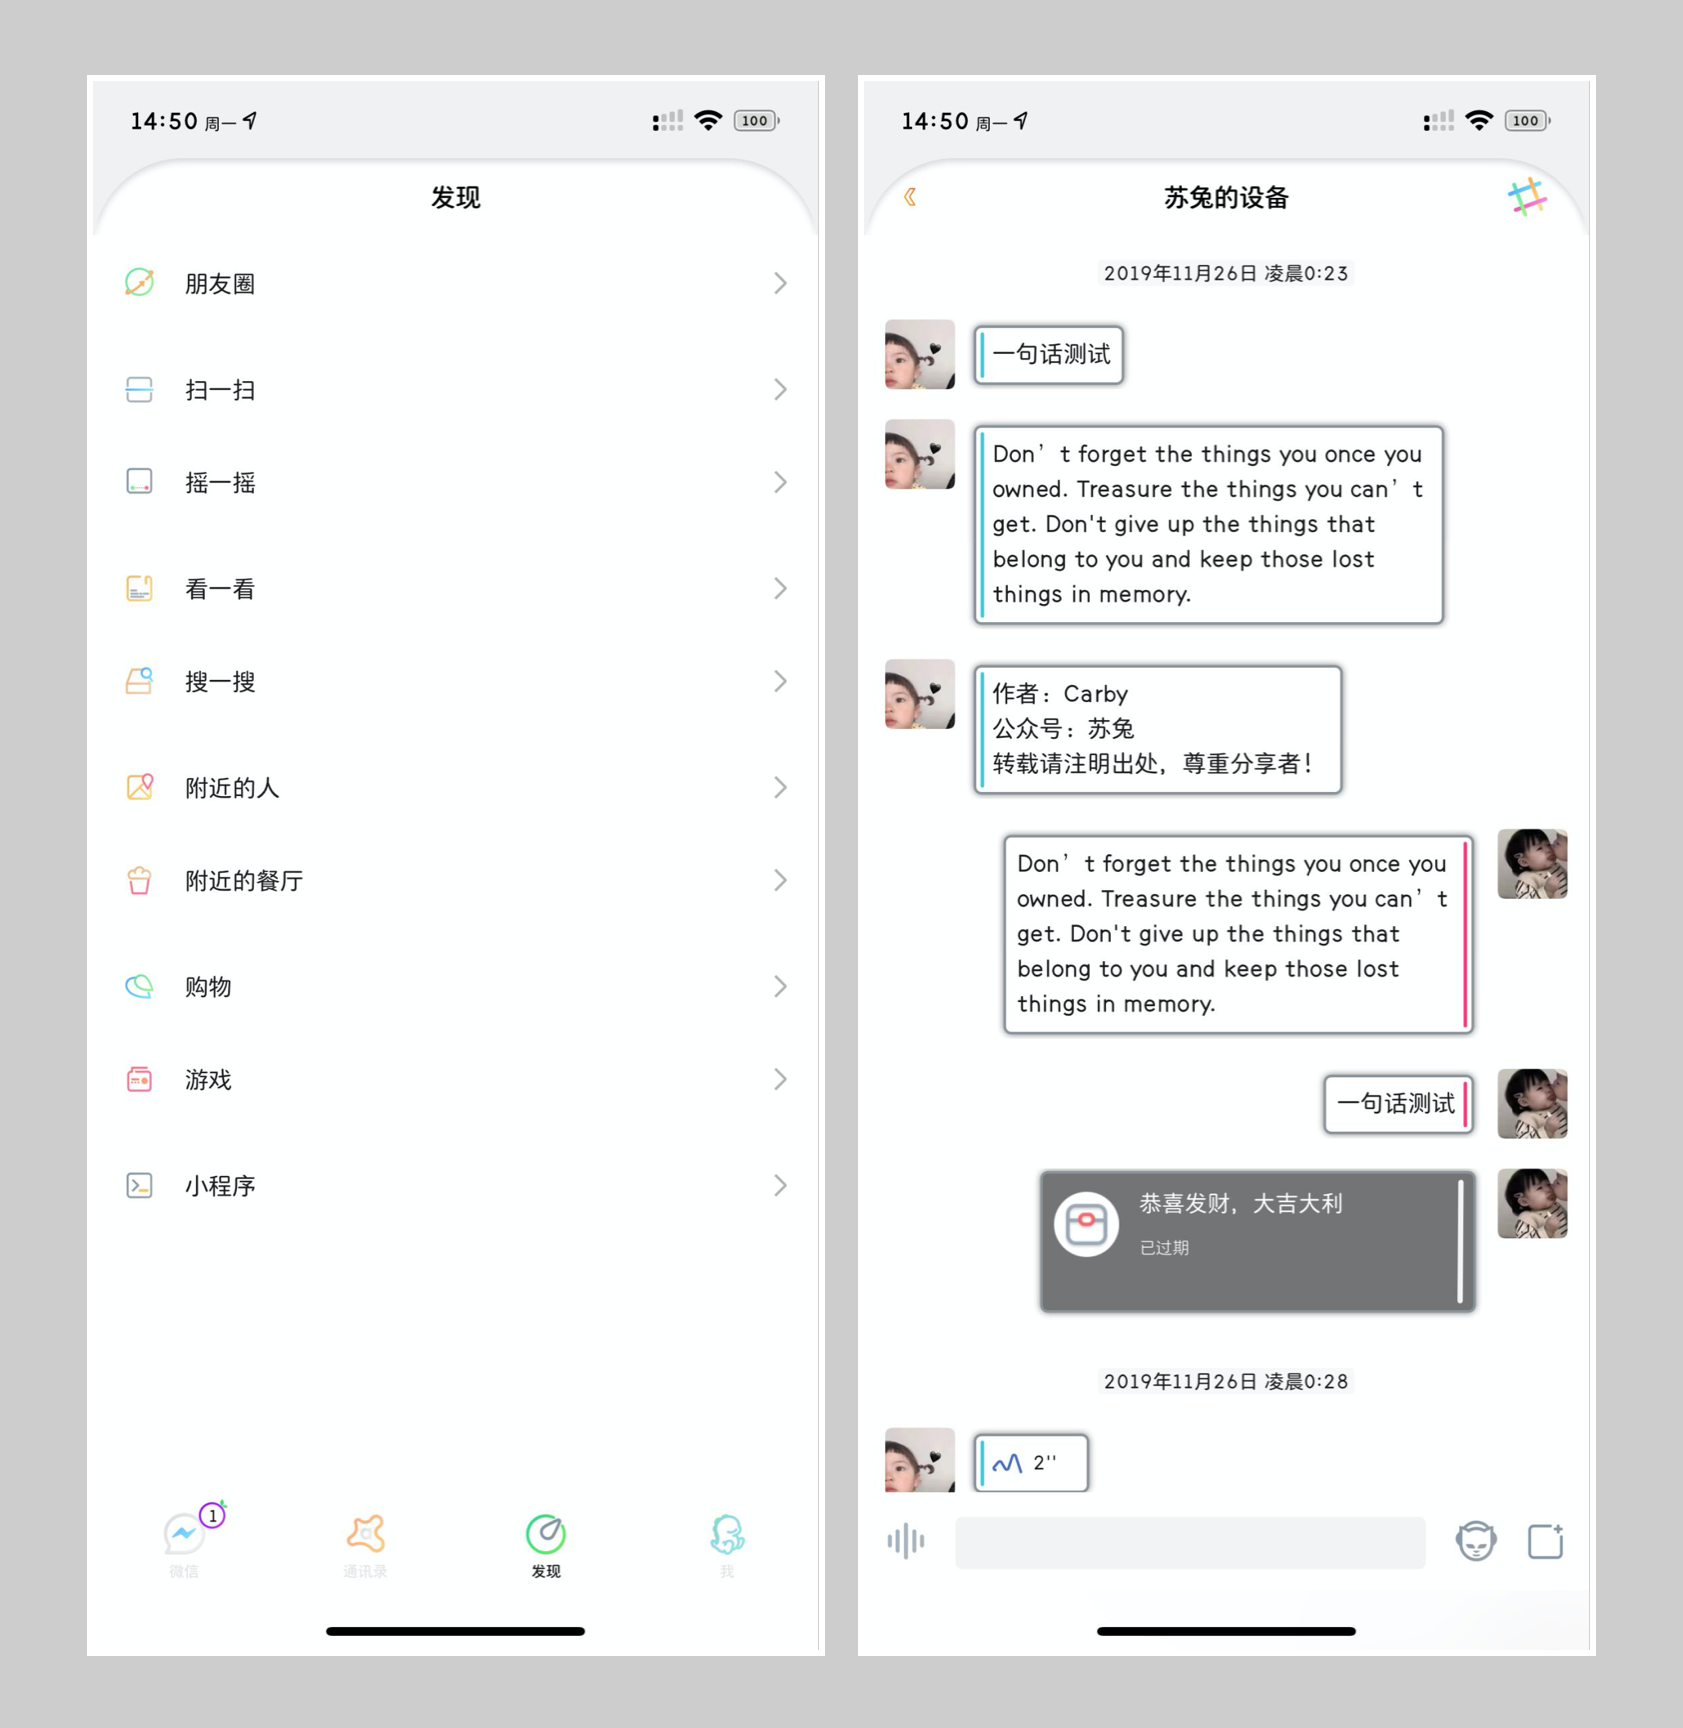 14:50 周一
100
发现
朋友圈
扫一扫
摇一摇
看一看
搜一搜
附近的人
附近的餐厅
购物
游戏
小程序
1
微信
通讯录
发现
我
14:50 周一
100
苏兔的设备
2019年11月26日 凌晨0:23
一句话测试
Don’t forget the things you once you
owned. Treasure the things you can’t
get. Don't give up the things that
belong to you and keep those lost
things in memory.
作者：Carby
公众号：苏兔
转载请注明出处，尊重分享者！
Don’t forget the things you once you
owned. Treasure the things you can’t
get. Don't give up the things that
belong to you and keep those lost
things in memory.
一句话测试
恭喜发财，大吉大利
已过期
2019年11月26日 凌晨0:28
2''